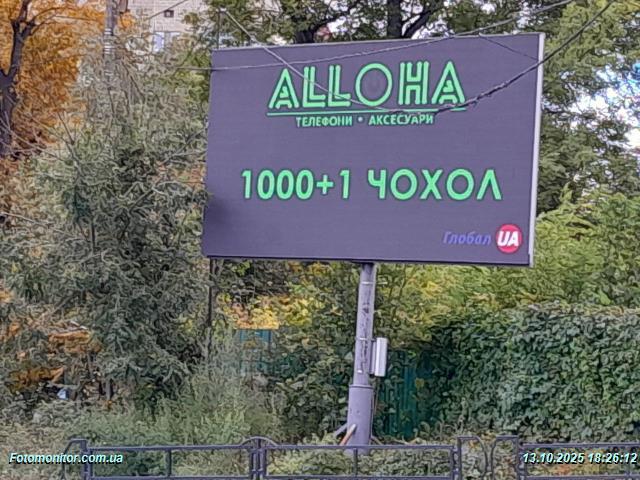 ALLOHA
ТЕЛЕФОНИ • АКСЕСУАРИ
1000+1 ЧОХОЛ
Глобал UA
Fotomonitor.com.ua
13.10.2025 18:26:12